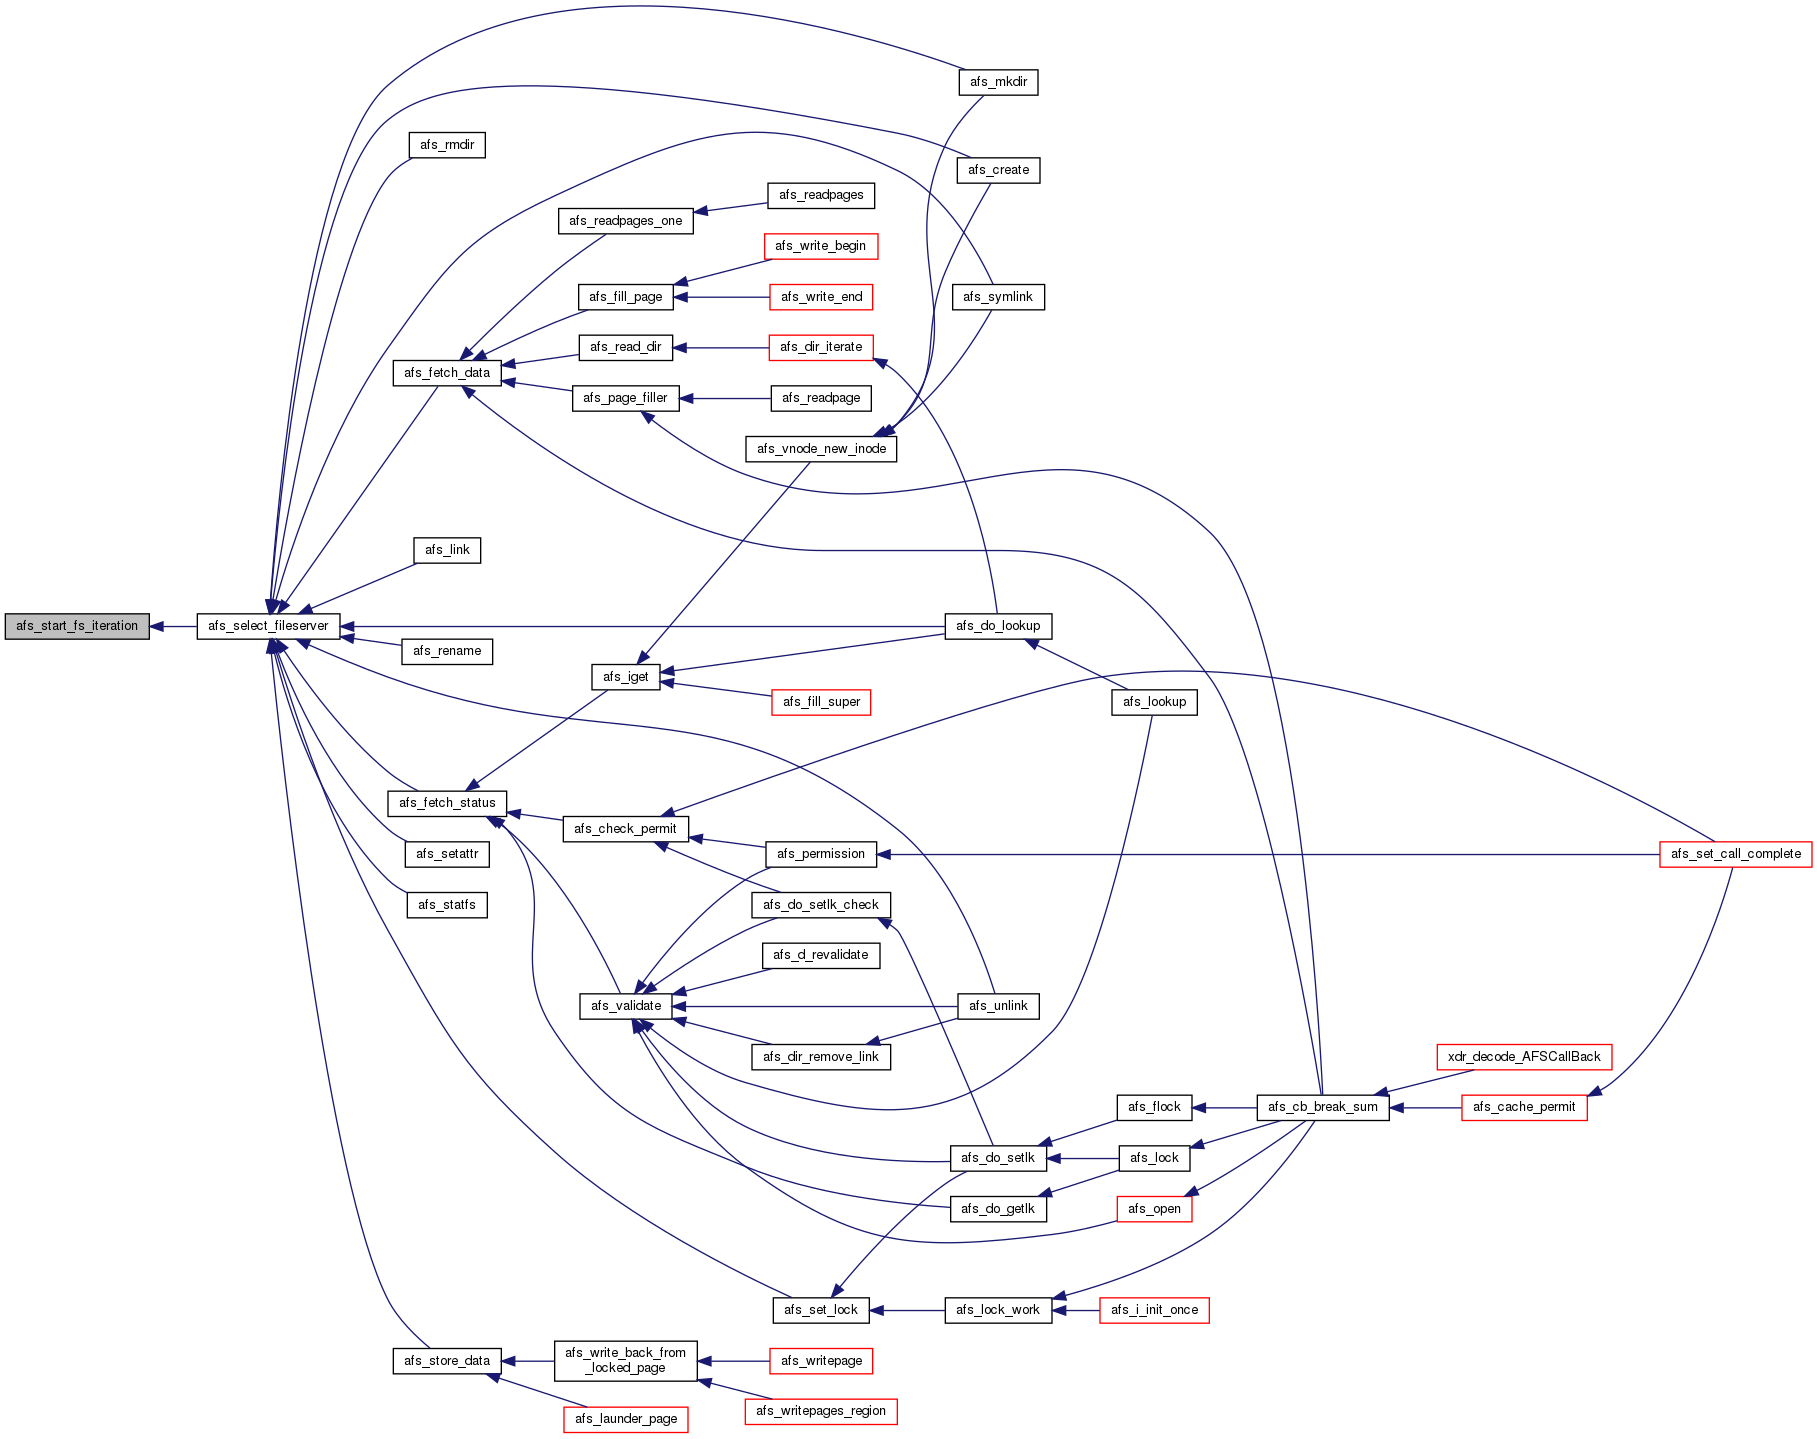 afs_mkdir
afs_rmdir
afs_create
afs_readpages
afs_readpages_one
afs_write_begin
afs_fill_page
afs_write_end
afs_symlink
afs_read_dir
afs_dir_iterate
afs_fetch_data
afs_page_filler
afs_readpage
afs_vnode_new_inode
afs_link
afs_start_fs_iteration
afs_select_fileserver
afs_do_lookup
afs_rename
afs_iget
afs_fill_super
afs_lookup
afs_fetch_status
afs_check_permit
afs_setattr
afs_permission
afs_set_call_complete
afs_statfs
afs_do_setlk_check
afs_d_revalidate
afs_validate
afs_unlink
afs_dir_remove_link
xdr_decode_AFSCallBack
afs_flock
afs_cb_break_sum
afs_cache_permit
afs_do_setlk
afs_lock
afs_do_getlk
afs_open
afs_set_lock
afs_lock_work
afs_i_init_once
afs_store_data
afs_write_back_from
_locked_page
afs_writepage
afs_launder_page
afs_writepages_region